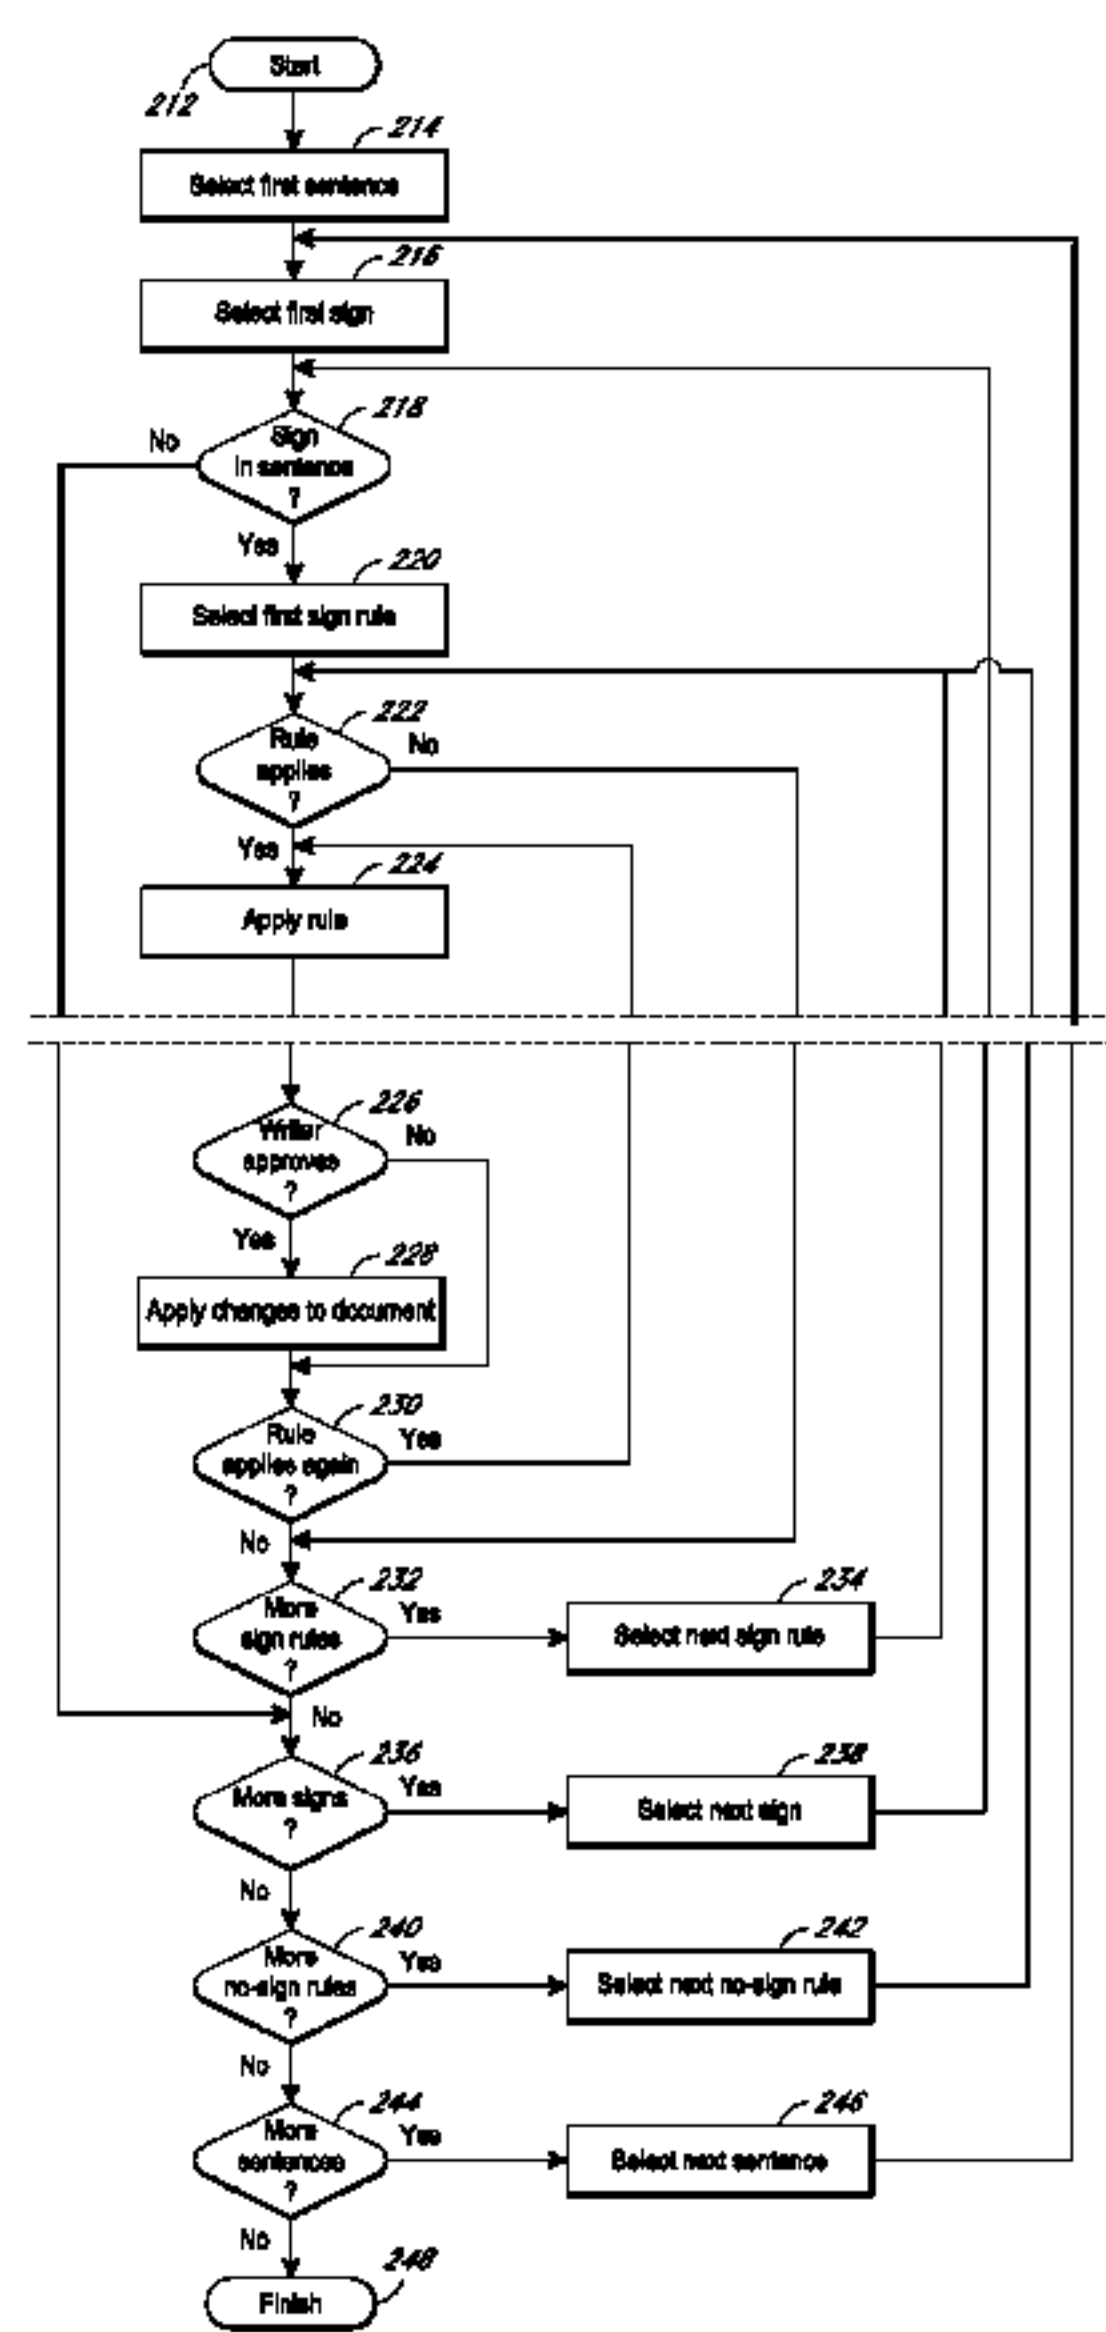 Start
212
214
Select first sentence
216
Select first sign
218
No
Sign
in sentence
?
Yes
220
Select first sign rule
222
Rule
applies
?
No
Yes
224
Apply rule
226
Writer
approves
?
No
Yes
228
Apply changes to document
230
Rule
applies again
?
Yes
No
232
More
sign rules
?
Yes
234
Select next sign rule
No
236
More signs
?
Yes
238
Select next sign
No
240
More
no-sign rules
?
Yes
242
Select next no-sign rule
No
244
More
sentences
?
Yes
246
Select next sentence
No
248
Finish